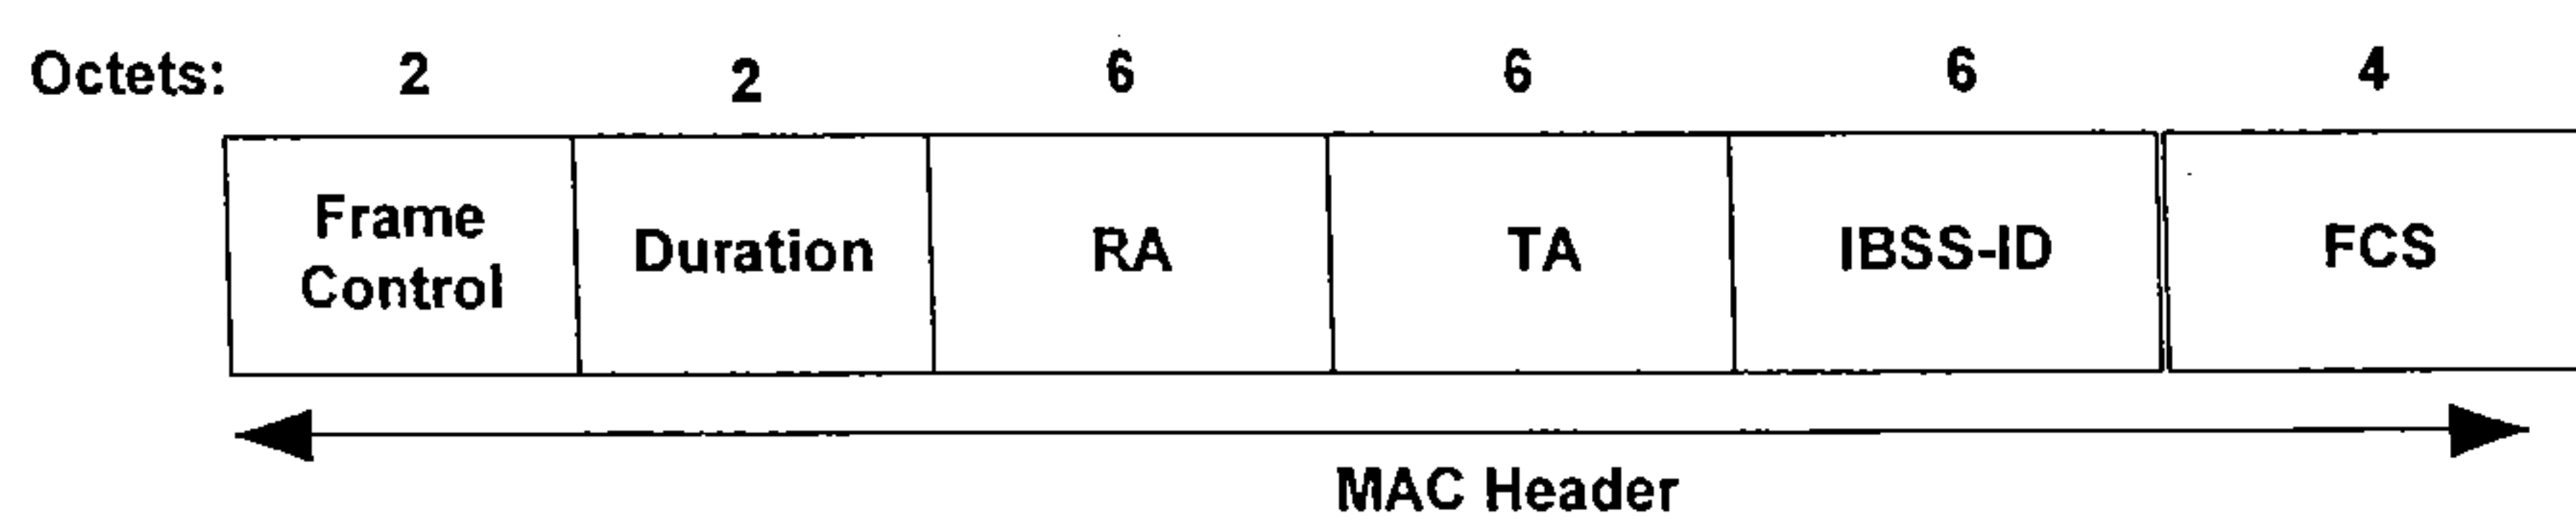 Octets: 2 2 6 6 6 4
Frame Control Duration RA TA IBSS-ID FCS
MAC Header